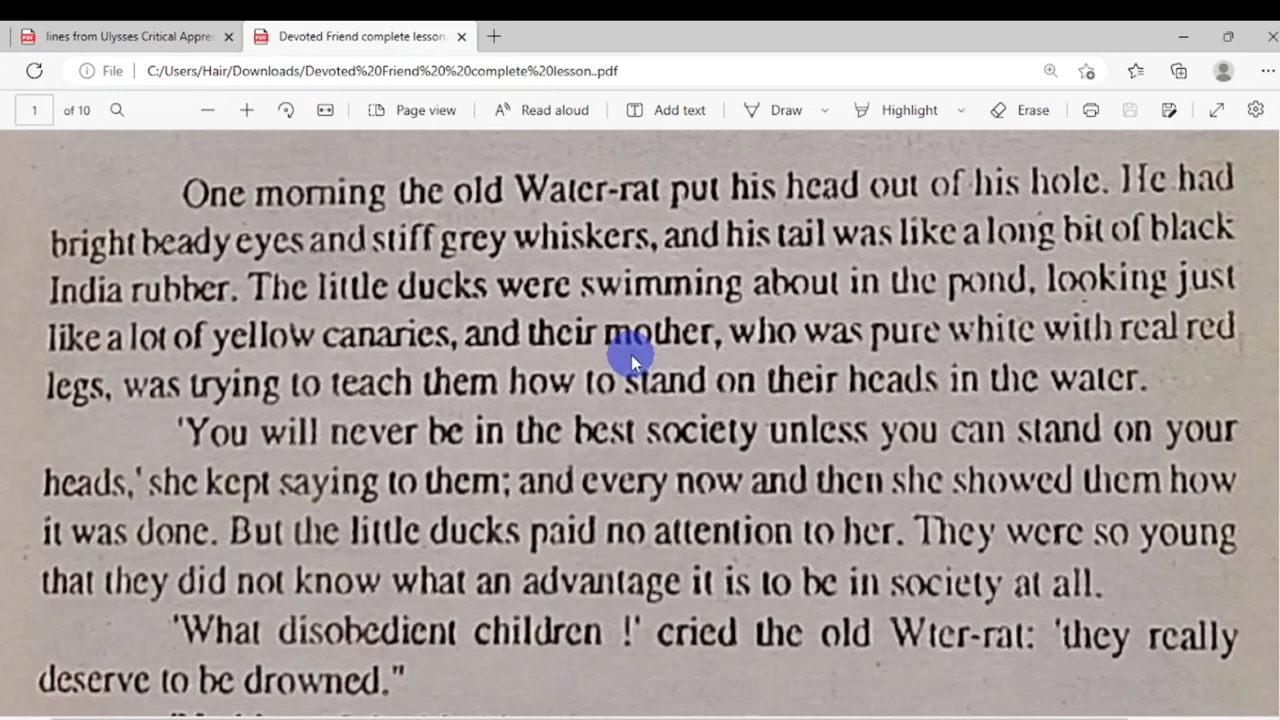 lines from Ulysses Critical Apprec
Devoted Friend complete lesson.
File C:/Users/Hair/Downloads/Devoted%20Friend%20%20complete%20lesson..pdf
1 of 10 Page view Read aloud Add text Draw Highlight Erase
One morning the old Water-rat put his head out of his hole. He had
bright beady eyes and stiff grey whiskers, and his tail was like a long bit of black
India rubber. The little ducks were swimming about in the pond, looking just
like a lot of yellow canaries, and their mother, who was pure white with real red
legs, was trying to teach them how to stand on their heads in the water.
'You will never be in the best society unless you can stand on your
heads,' she kept saying to them; and every now and then she showed them how
it was done. But the little ducks paid no attention to her. They were so young
that they did not know what an advantage it is to be in society at all.
'What disobedient children !' cried the old Wter-rat: 'they really
deserve to be drowned."